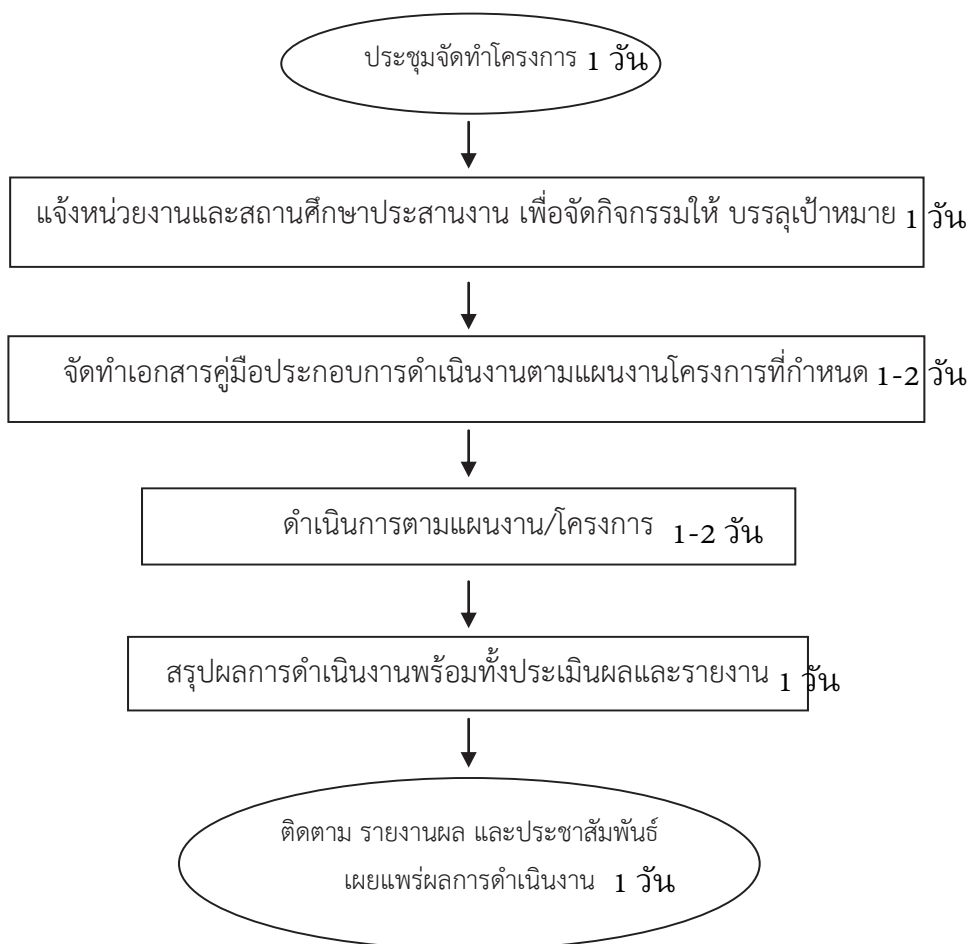 ประชุมจัดทำโครงการ 1 วัน
แจ้งหน่วยงานและสถานศึกษาประสานงาน เพื่อจัดกิจกรรมให้ บรรลุเป้าหมาย 1 วัน
จัดทำเอกสารคู่มือประกอบการดำเนินงานตามแผนงานโครงการที่กำหนด 1-2 วัน
ดำเนินการตามแผนงาน/โครงการ 1-2 วัน
สรุปผลการดำเนินงานพร้อมทั้งประเมินผลและรายงาน 1 วัน
ติดตาม รายงานผล และประชาสัมพันธ์
เผยแพร่ผลการดำเนินงาน 1 วัน